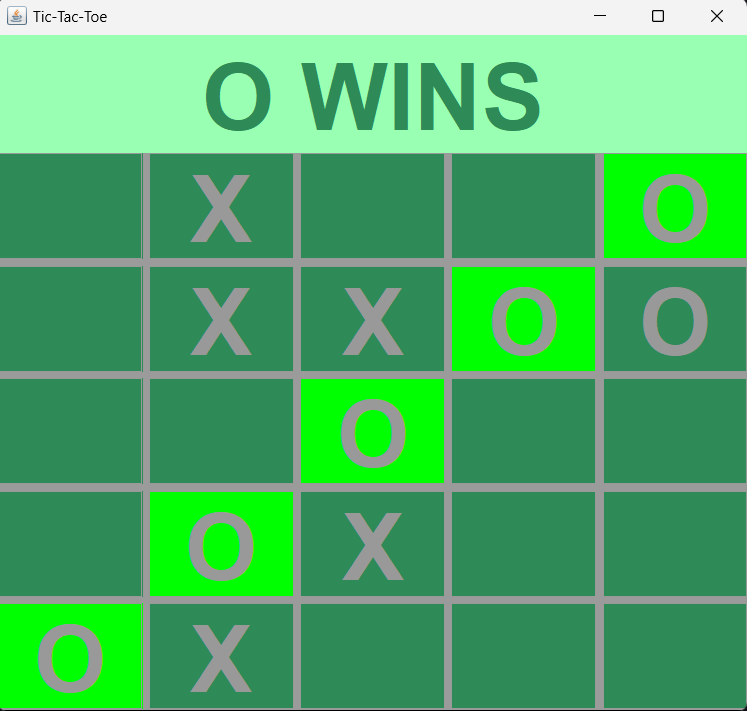 Tic-Tac-Toe
O WINS
X O
X X O O
O
O X
O X